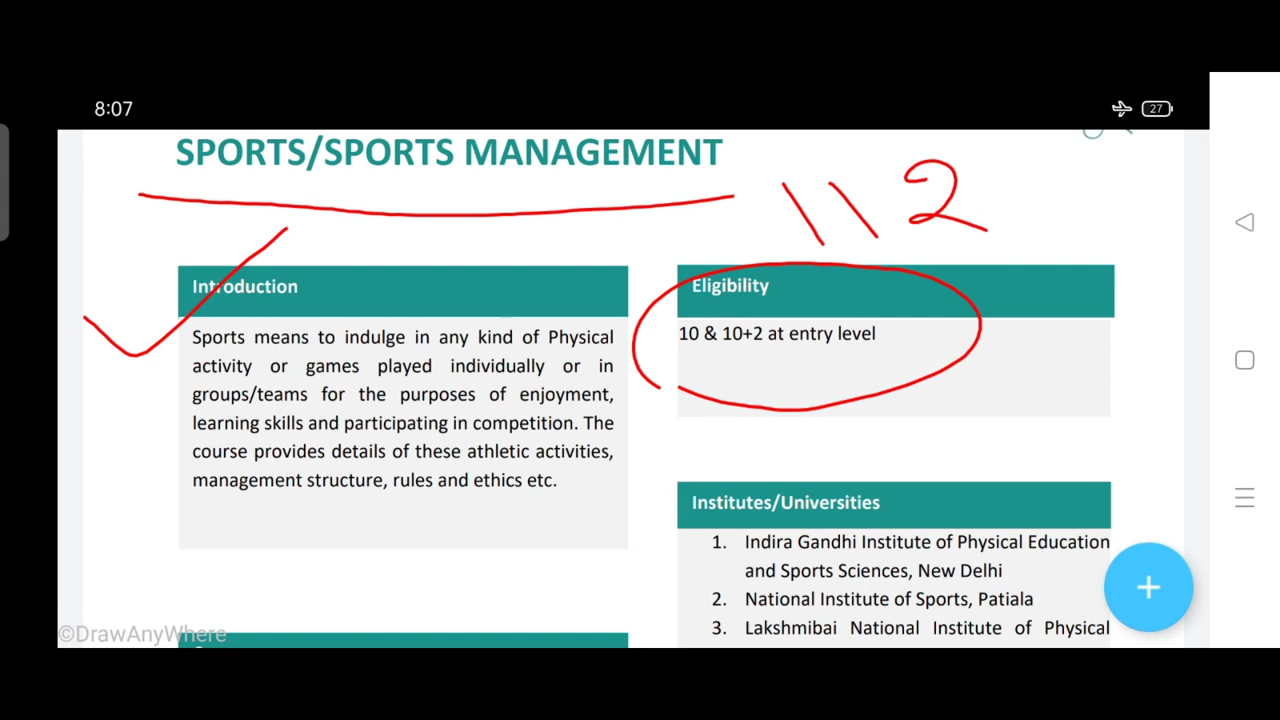 8:07
27
SPORTS/SPORTS MANAGEMENT
112
Introduction
Sports means to indulge in any kind of Physical
activity or games played individually or in
groups/teams for the purposes of enjoyment,
learning skills and participating in competition. The
course provides details of these athletic activities,
management structure, rules and ethics etc.
Eligibility
10 & 10+2 at entry level
Institutes/Universities
1. Indira Gandhi Institute of Physical Education
and Sports Sciences, New Delhi
2. National Institute of Sports, Patiala
3. Lakshmibai National Institute of Physical
©DrawAnyWhere